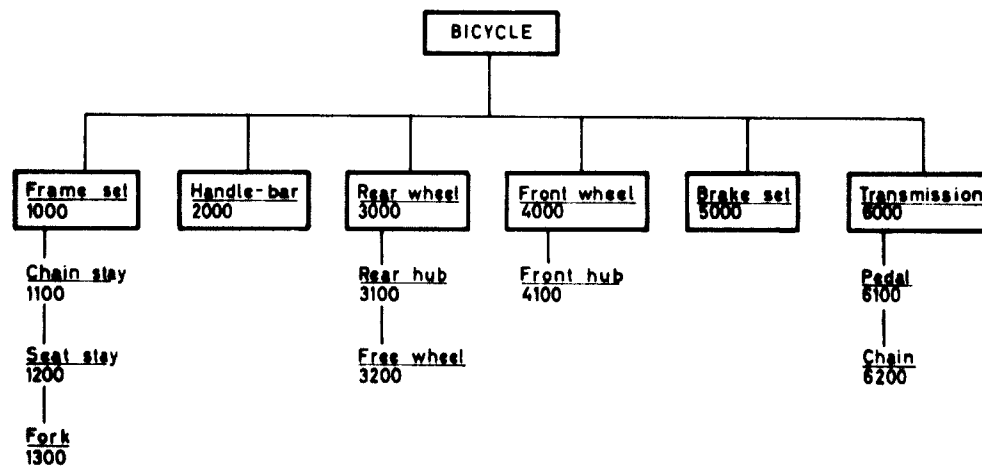 BICYCLE
Frame set
1000
Handle-bar
2000
Rear wheel
3000
Front wheel
4000
Brake set
5000
Transmission
6000
Chain stay
1100
Rear hub
3100
Front hub
4100
Pedal
6100
Seat stay
1200
Free wheel
3200
Chain
6200
Fork
1300